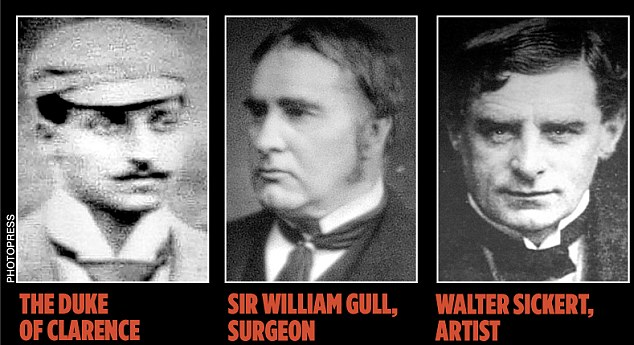 PHOTOPRESS
THE DUKE
OF CLARENCE
SIR WILLIAM GULL,
SURGEON
WALTER SICKERT,
ARTIST